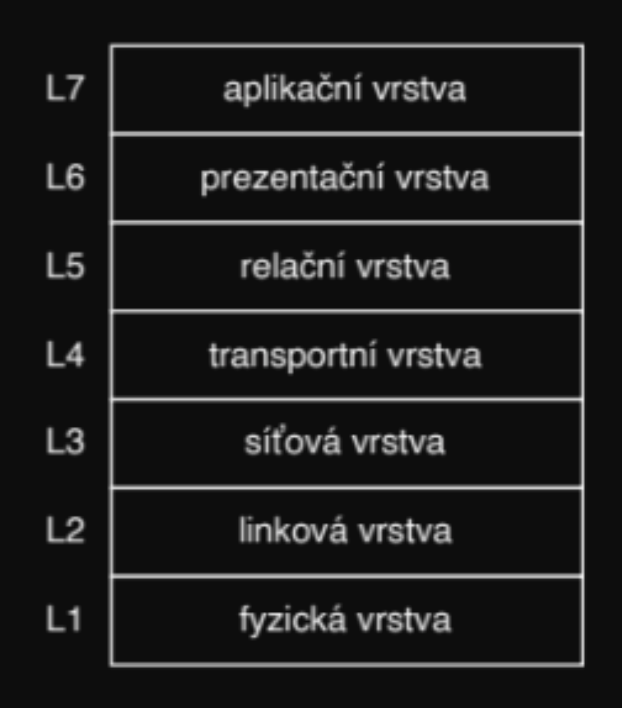 L7 aplikační vrstva
L6 prezentační vrstva
L5 relační vrstva
L4 transportní vrstva
L3 síťová vrstva
L2 linková vrstva
L1 fyzická vrstva